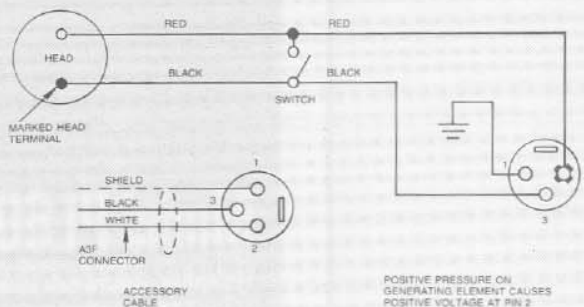 RED
RED
HEAD
BLACK
BLACK
SWITCH
MARKED HEAD
TERMINAL
1
3
SHIELD
BLACK
WHITE
1
3
2
A3F
CONNECTOR
ACCESSORY
CABLE
POSITIVE PRESSURE ON
GENERATING ELEMENT CAUSES
POSITIVE VOLTAGE AT PIN 2